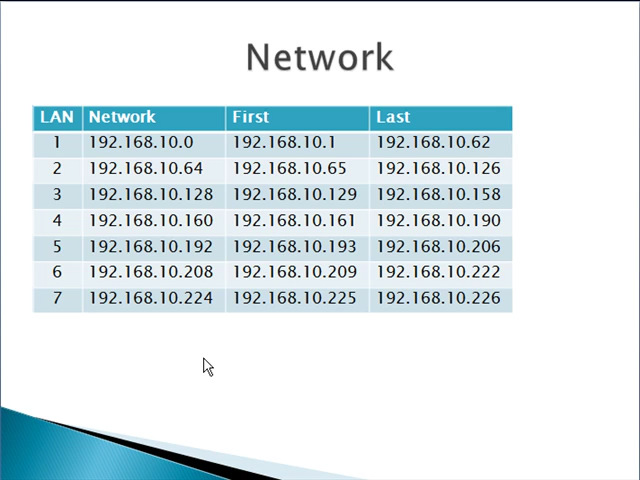 Network
LAN Network First Last
1 192.168.10.0 192.168.10.1 192.168.10.62
2 192.168.10.64 192.168.10.65 192.168.10.126
3 192.168.10.128 192.168.10.129 192.168.10.158
4 192.168.10.160 192.168.10.161 192.168.10.190
5 192.168.10.192 192.168.10.193 192.168.10.206
6 192.168.10.208 192.168.10.209 192.168.10.222
7 192.168.10.224 192.168.10.225 192.168.10.226